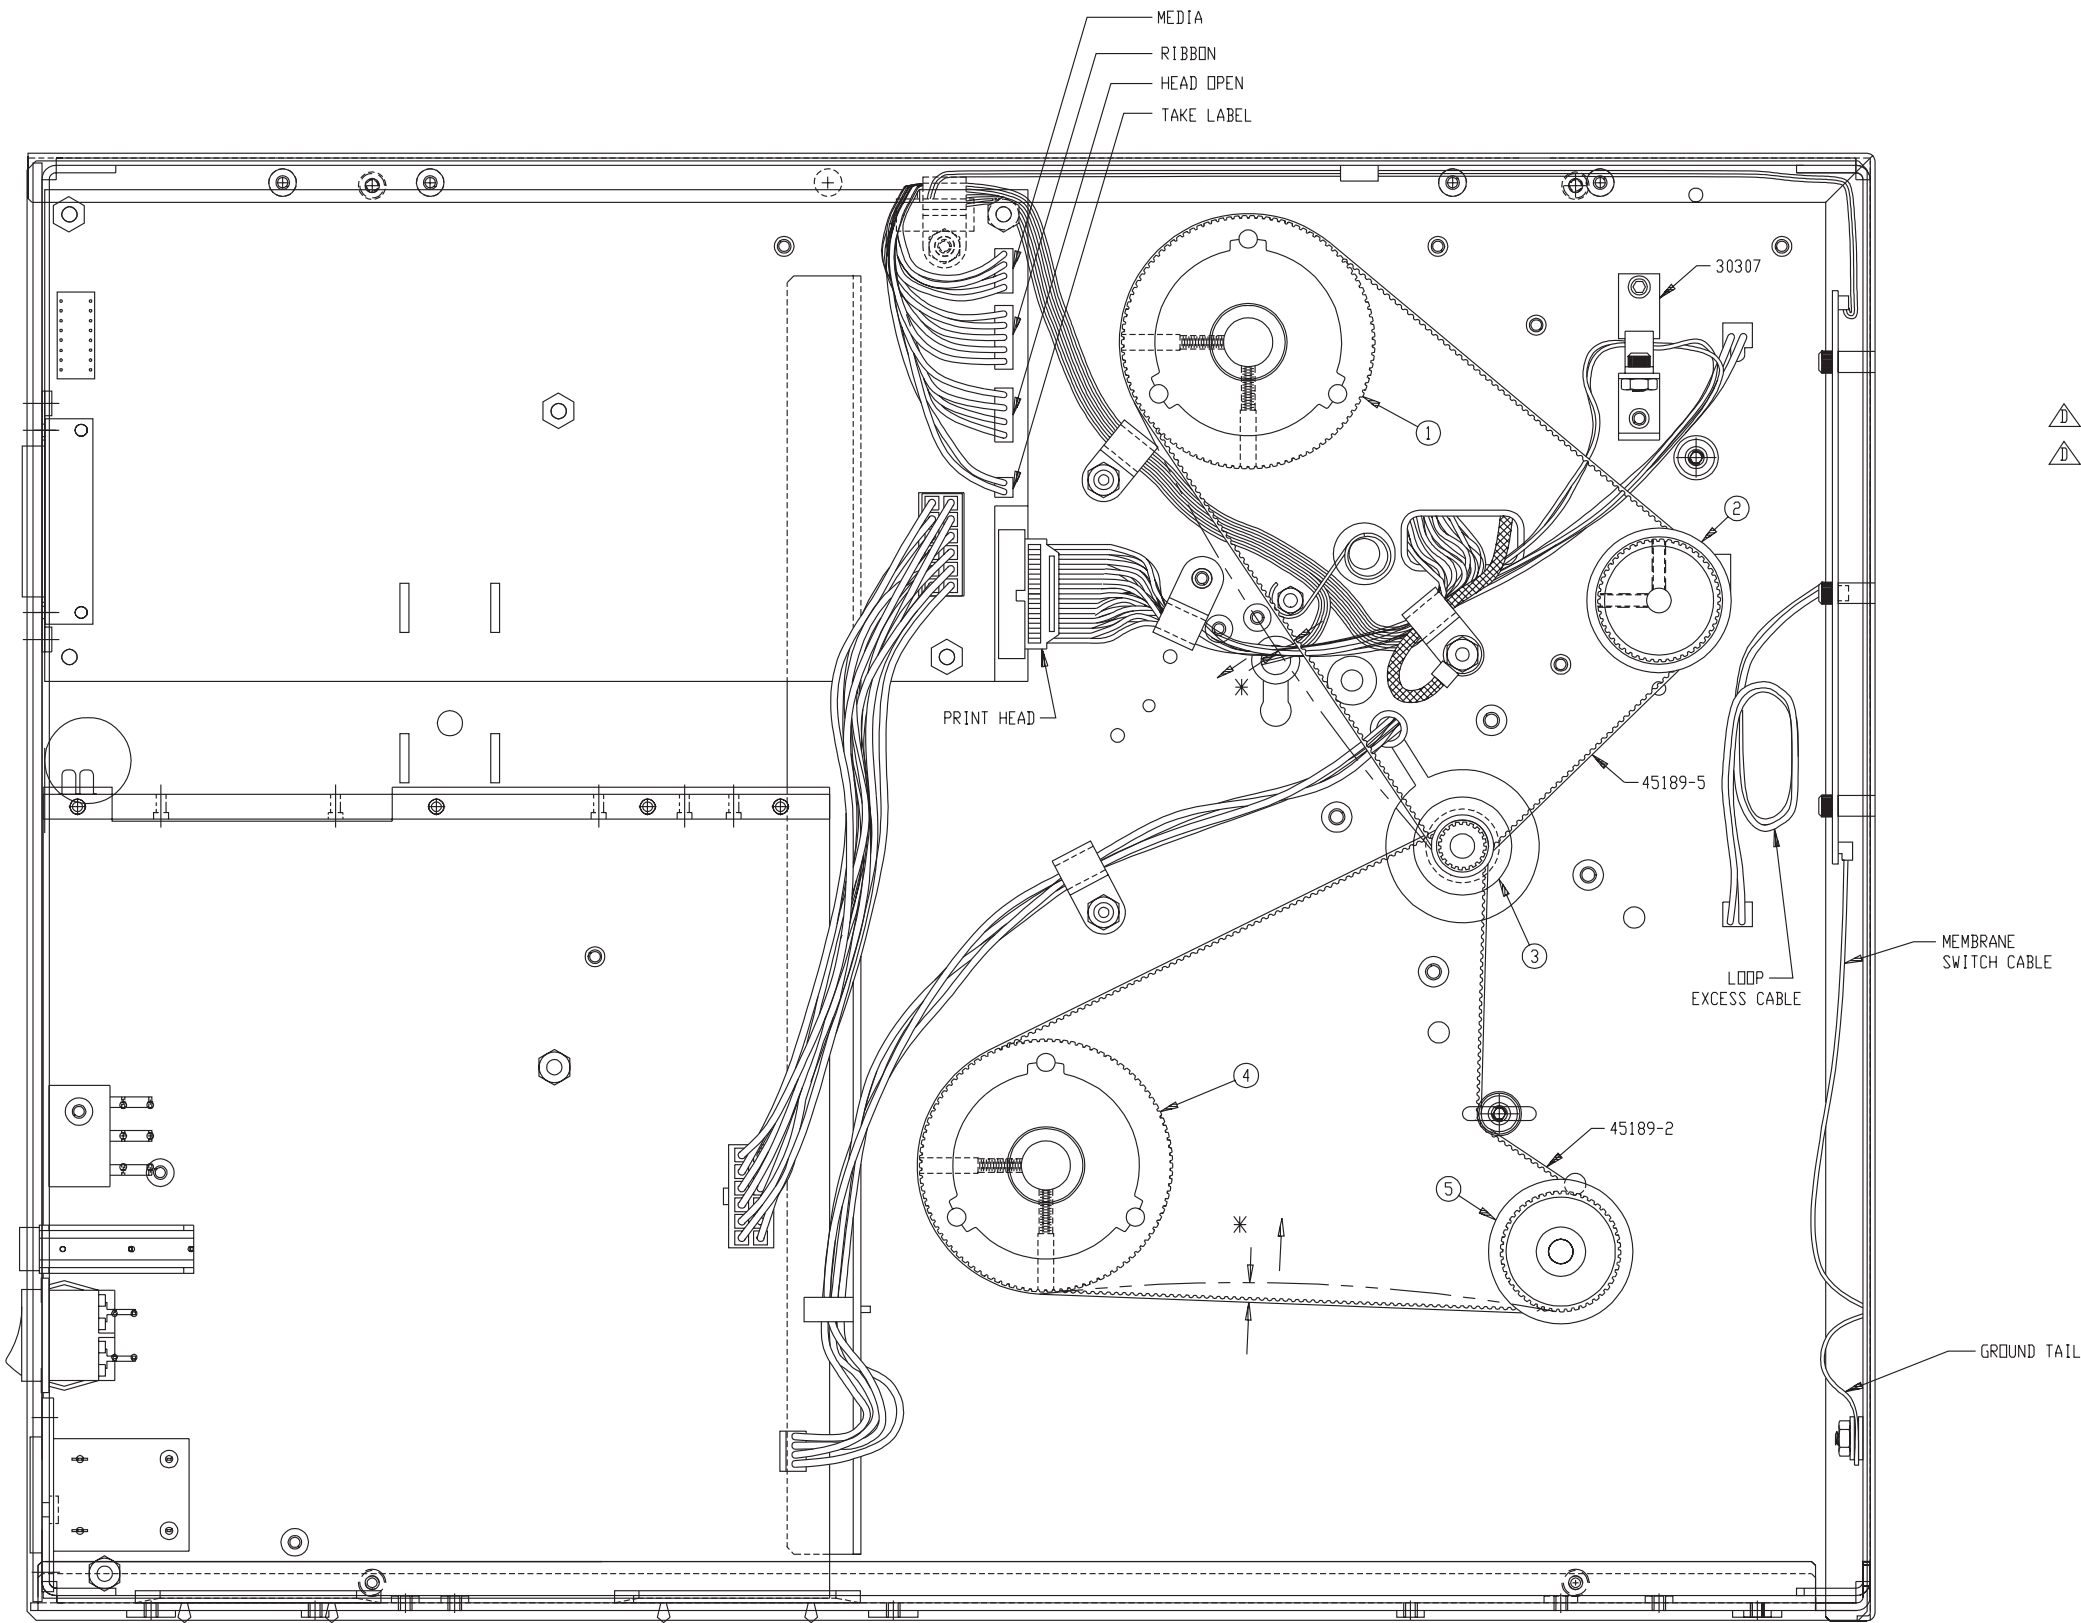 MEDIA
RIBBON
HEAD OPEN
TAKE LABEL
30307
1
D
D
2
*
PRINT HEAD
45189-5
3
MEMBRANE
SWITCH CABLE
LOOP
EXCESS CABLE
4
45189-2
5
*
GROUND TAIL